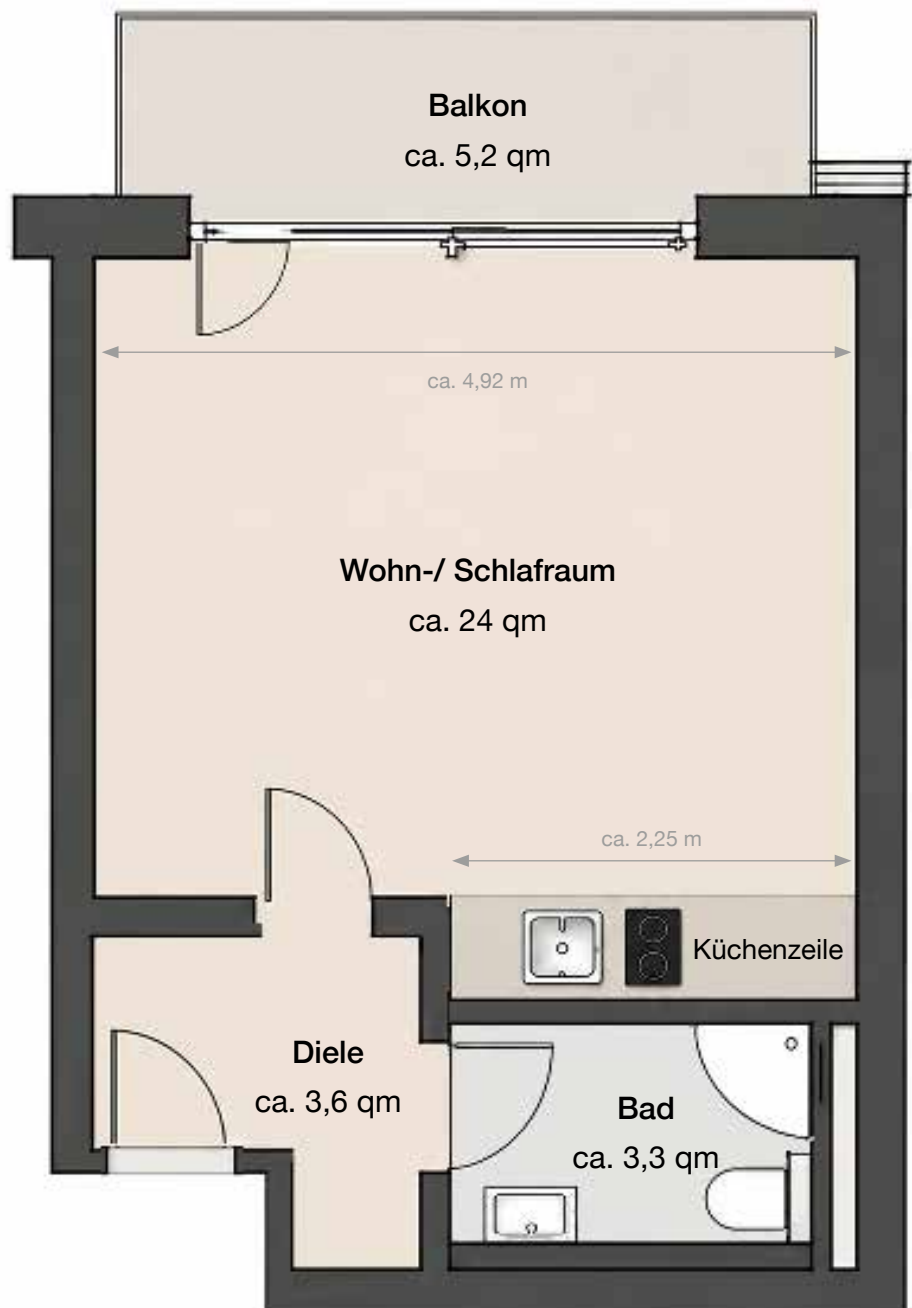 Balkon
ca. 5,2 qm
ca. 4,92 m
Wohn-/ Schlafraum
ca. 24 qm
ca. 2,25 m
Küchenzeile
Diele
ca. 3,6 qm
Bad
ca. 3,3 qm